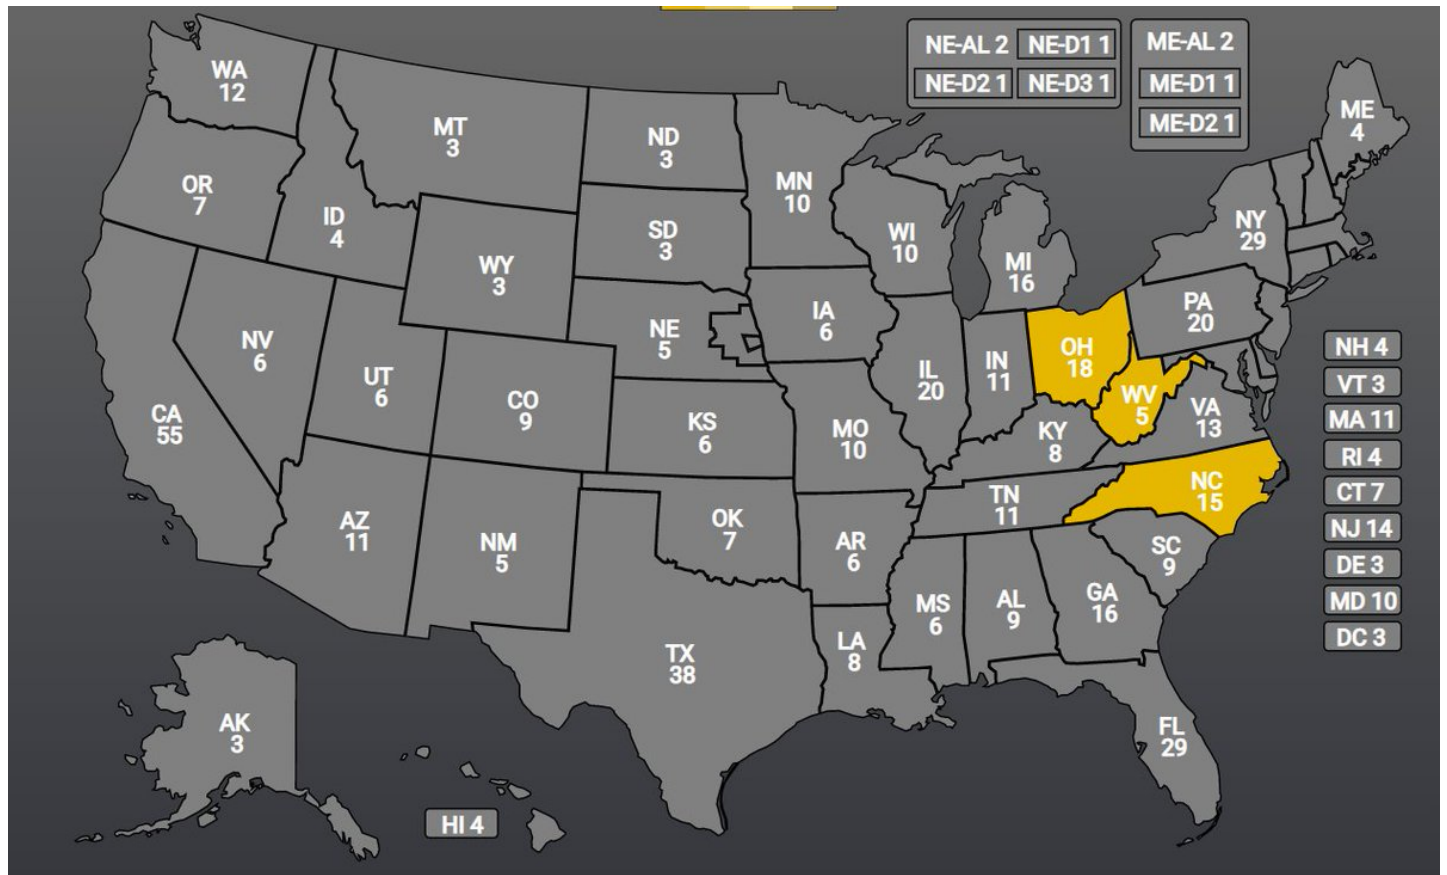 NE-AL 2
NE-D1 1
NE-D2 1
NE-D3 1
ME-AL 2
ME-D1 1
ME-D2 1
WA
12
OR
7
CA
55
NV
6
ID
4
MT
3
WY
3
UT
6
CO
9
AZ
11
NM
5
ND
3
SD
3
NE
5
KS
6
OK
7
TX
38
MN
10
IA
6
MO
10
AR
6
LA
8
WI
10
IL
20
MI
16
IN
11
OH
18
KY
8
TN
11
MS
6
AL
9
GA
16
FL
29
SC
9
NC
15
VA
13
WV
5
PA
20
NY
29
ME
4
NH 4
VT 3
MA 11
RI 4
CT 7
NJ 14
DE 3
MD 10
DC 3
AK
3
HI 4